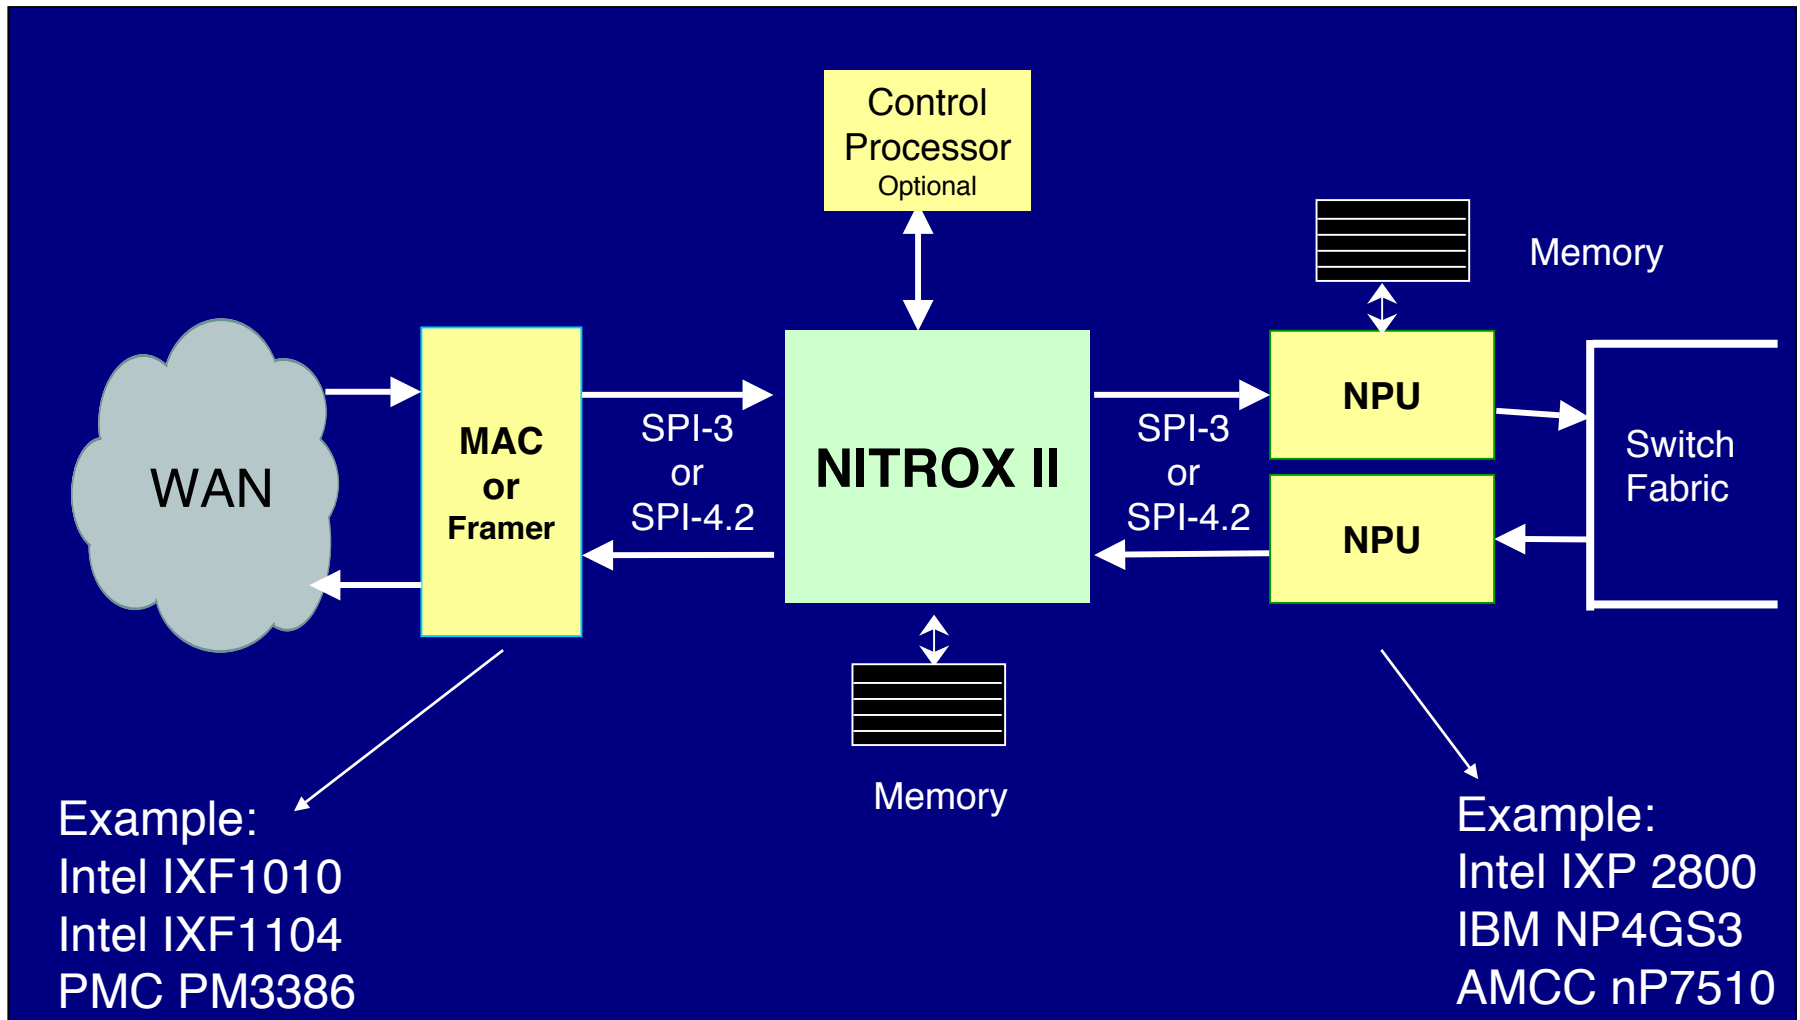 Control
Processor
Optional
Memory
WAN
MAC
or
Framer
SPI-3
or
SPI-4.2
NITROX II
SPI-3
or
SPI-4.2
NPU
NPU
Switch
Fabric
Memory
Example:
Intel IXF1010
Intel IXF1104
PMC PM3386
Example:
Intel IXP 2800
IBM NP4GS3
AMCC nP7510